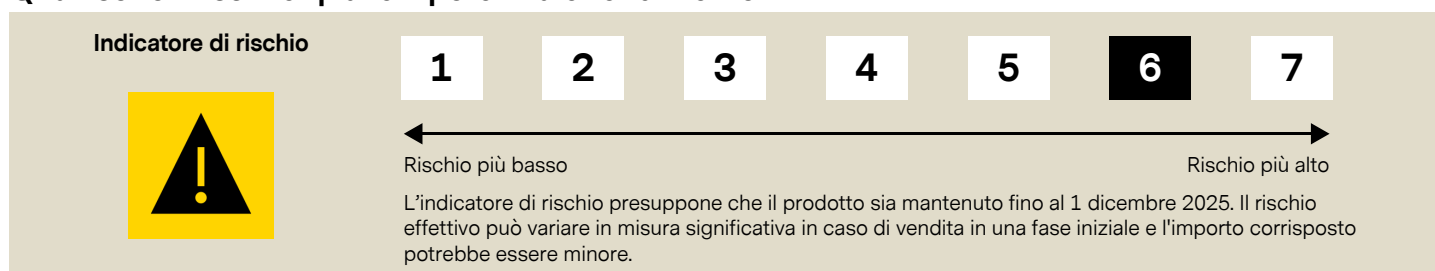 Indicatore di rischio
1 2 3 4 5 6 7
Rischio più basso Rischio più alto
L'indicatore di rischio presuppone che il prodotto sia mantenuto fino al 1 dicembre 2025. Il rischio
effettivo può variare in misura significativa in caso di vendita in una fase iniziale e l'importo corrisposto
potrebbe essere minore.